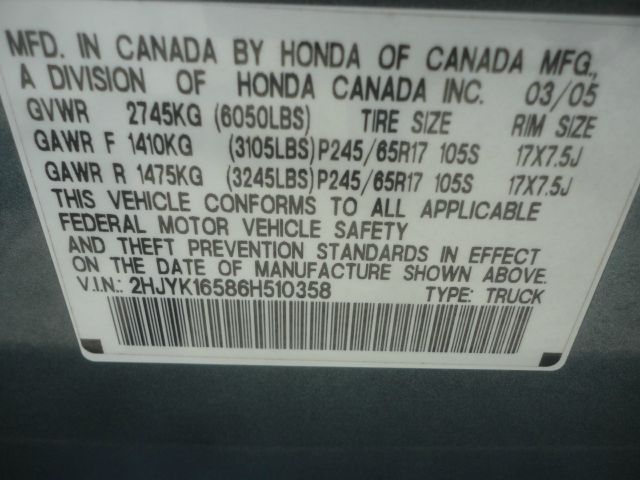 MFD. IN CANADA BY HONDA OF CANADA MFG.,
A DIVISION OF HONDA CANADA INC. 03/05
GVWR 2745KG (6050LBS) TIRE SIZE RIM SIZE
GAWR F 1410KG (3105LBS) P245/65R17 105S 17X7.5J
GAWR R 1475KG (3245LBS) P245/65R17 105S 17X7.5J
THIS VEHICLE CONFORMS TO ALL APPLICABLE
FEDERAL MOTOR VEHICLE SAFETY
AND THEFT PREVENTION STANDARDS IN EFFECT
ON THE DATE OF MANUFACTURE SHOWN ABOVE.
V.I.N.: 2HJYK16586H510358 TYPE: TRUCK